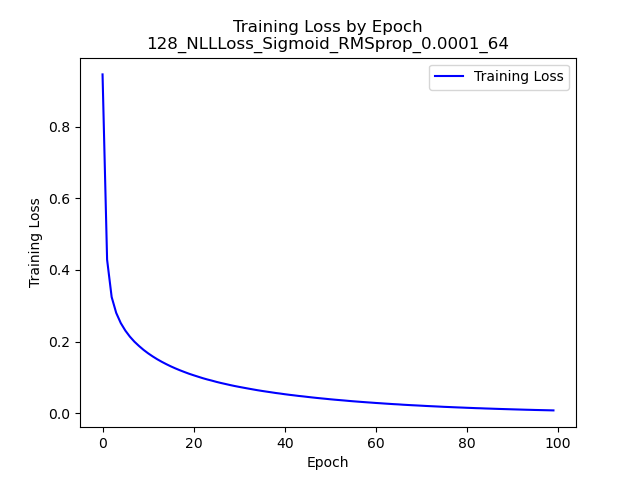 Training Loss by Epoch
128_NLLLoss_Sigmoid_RMSprop_0.0001_64
Training Loss
0.8
0.6
0.4
0.2
0.0
Training Loss
0 20 40 60 80 100
Epoch